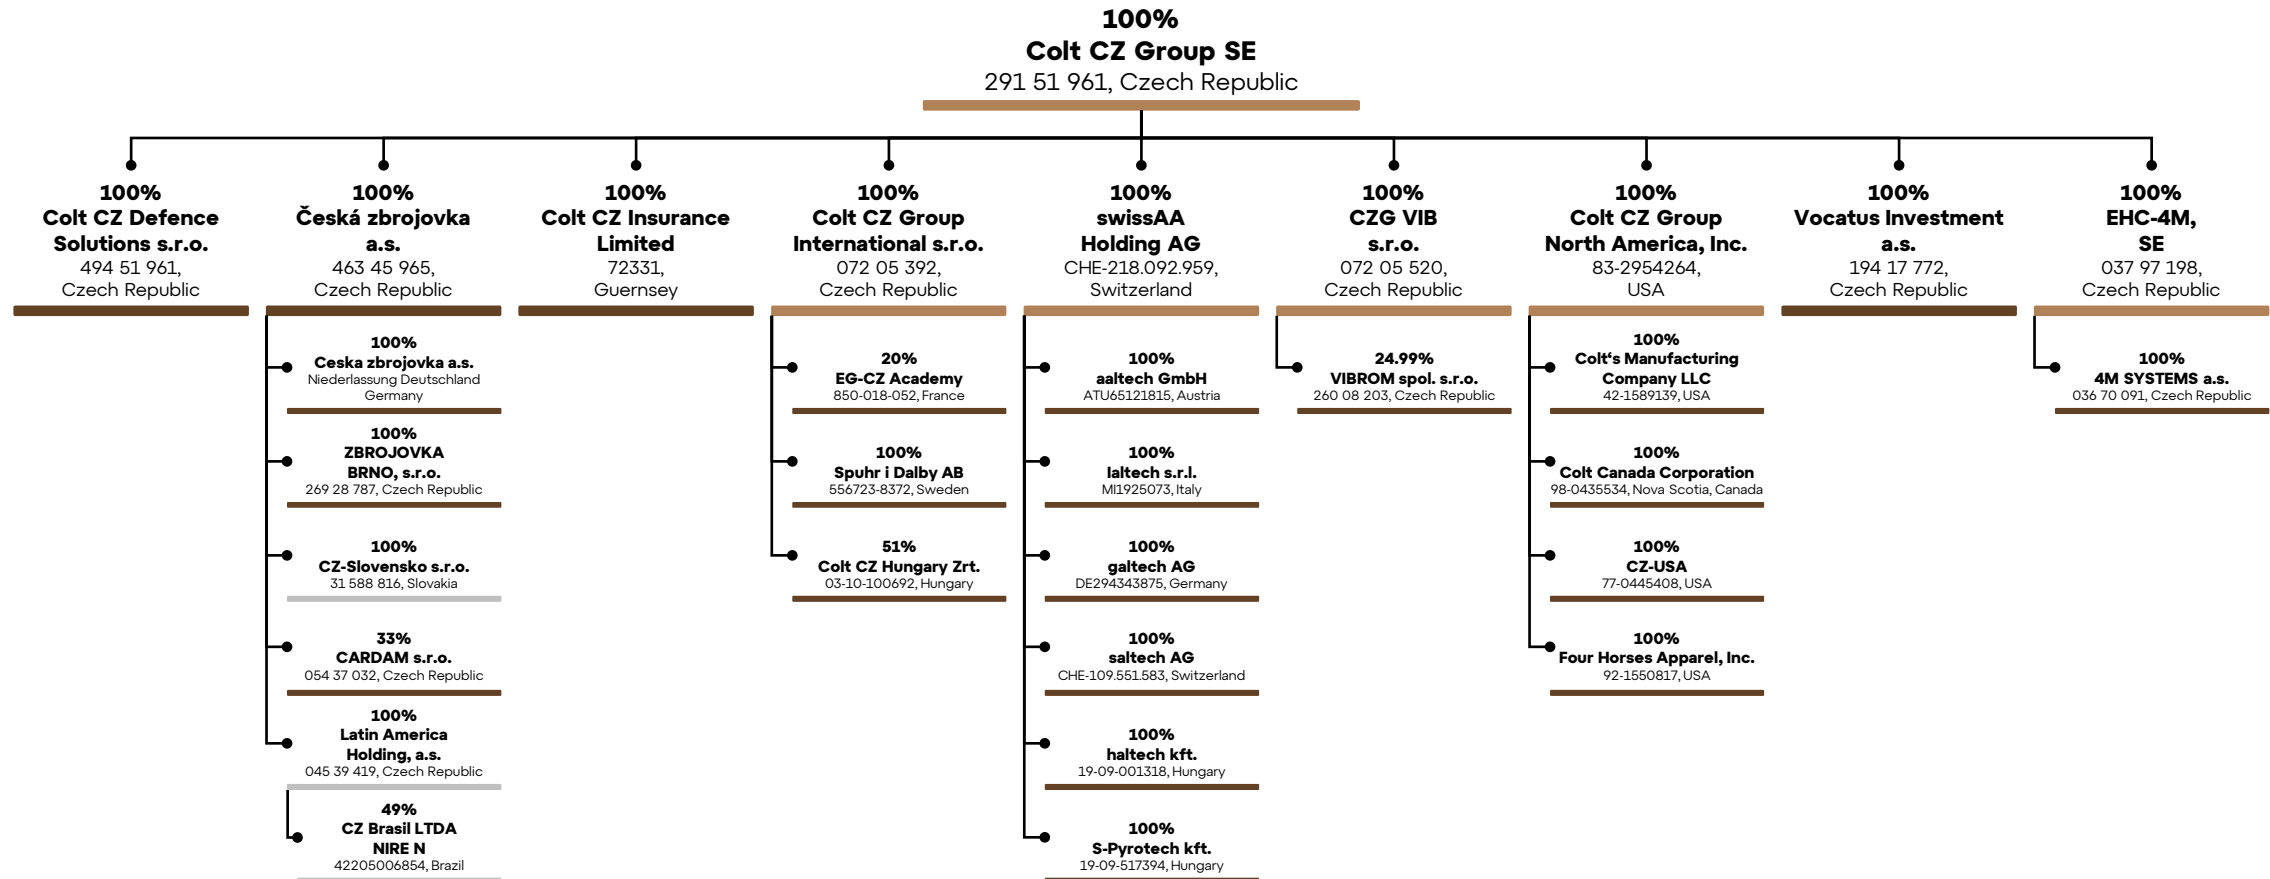 100%
Colt CZ Group SE
291 51 961, Czech Republic
100%
Colt CZ Defence
Solutions s.r.o.
494 51 961,
Czech Republic
100%
Česká zbrojovka
a.s.
463 45 965,
Czech Republic
100%
Ceska zbrojovka a.s.
Niederlassung Deutschland
Germany
100%
ZBROJOVKA
BRNO, s.r.o.
269 28 787, Czech Republic
100%
CZ-Slovensko s.r.o.
31 588 816, Slovakia
33%
CARDAM s.r.o.
054 37 032, Czech Republic
100%
Latin America
Holding, a.s.
045 39 419, Czech Republic
49%
CZ Brasil LTDA
NIRE N
42205006854, Brazil
100%
Colt CZ Insurance
Limited
72331,
Guernsey
100%
Colt CZ Group
International s.r.o.
072 05 392,
Czech Republic
20%
EG-CZ Academy
850-018-052, France
100%
Spuhr i Dalby AB
556723-8372, Sweden
51%
Colt CZ Hungary Zrt.
03-10-100692, Hungary
100%
swissAA
Holding AG
CHE-218.092.959,
Switzerland
100%
aaltech GmbH
ATU65121815, Austria
100%
Ialtech s.r.l.
MI1925073, Italy
100%
galtech AG
DE294343875, Germany
100%
saltech AG
CHE-109.551.583, Switzerland
100%
haltech kft.
19-09-001318, Hungary
100%
S-Pyrotech kft.
19-09-517394, Hungary
100%
CZG VIB
s.r.o.
072 05 520,
Czech Republic
24.99%
VIBROM spol. s.r.o.
260 08 203, Czech Republic
100%
Colt CZ Group
North America, Inc.
83-2954264,
USA
100%
Colt‘s Manufacturing
Company LLC
42-1589139, USA
100%
Colt Canada Corporation
98-0435534, Nova Scotia, Canada
100%
CZ-USA
77-0445408, USA
100%
Four Horses Apparel, Inc.
92-1550817, USA
100%
Vocatus Investment
a.s.
194 17 772,
Czech Republic
100%
EHC-4M,
SE
037 97 198,
Czech Republic
100%
4M SYSTEMS a.s.
036 70 091, Czech Republic